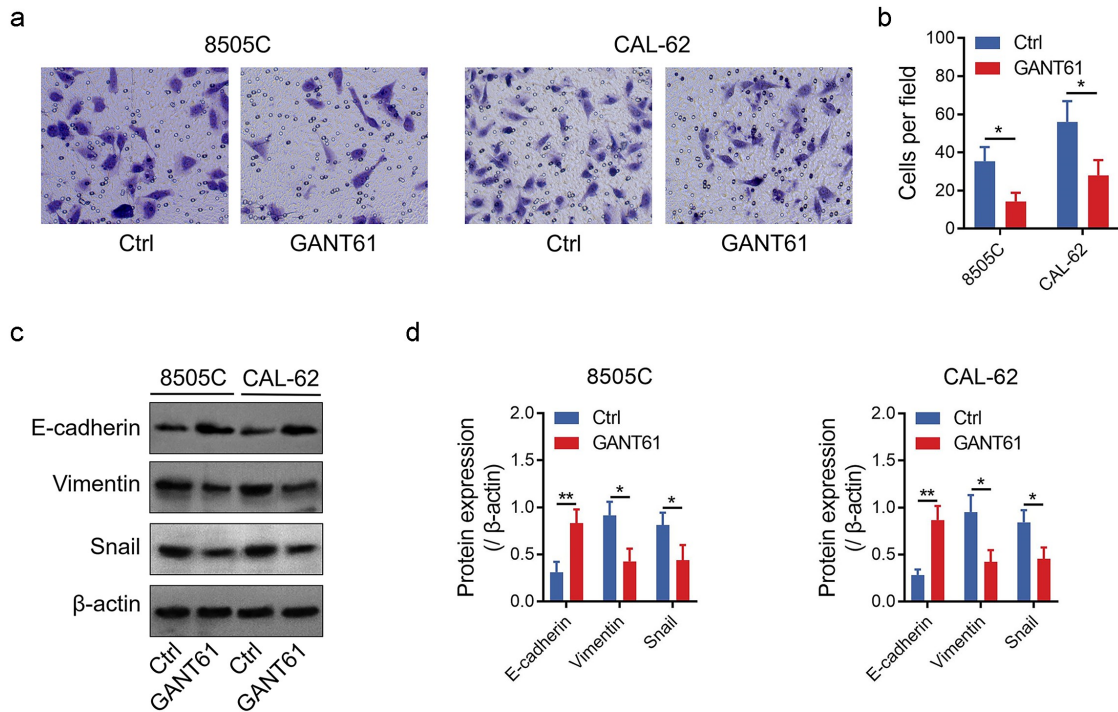 a
8505C
CAL-62
Ctrl
GANT61
Ctrl
GANT61
b
Cells per field
100
80
60
40
20
0
Ctrl
GANT61
*
*
8505C
CAL-62
c
8505C
CAL-62
E-cadherin
Vimentin
Snail
β-actin
Ctrl
GANT61
Ctrl
GANT61
d
8505C
Protein expression
(/ β-actin)
2.0
1.5
1.0
0.5
0.0
Ctrl
GANT61
**
*
*
E-cadherin
Vimentin
Snail
CAL-62
Protein expression
(/ β-actin)
2.0
1.5
1.0
0.5
0.0
Ctrl
GANT61
**
*
*
E-cadherin
Vimentin
Snail